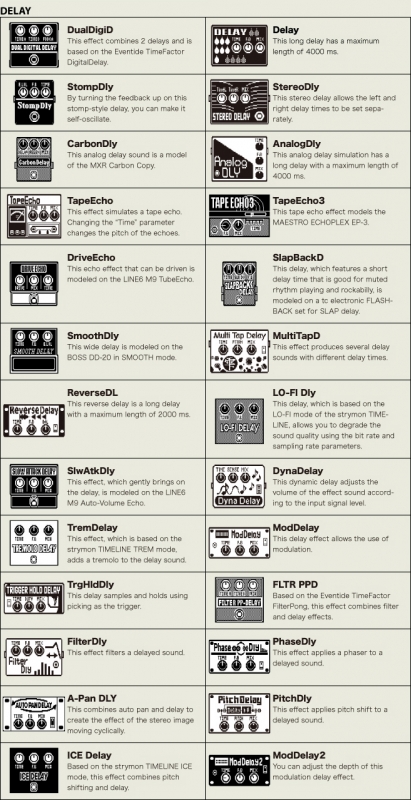 DELAY
DualDigiD
This effect combines 2 delays and is
based on the Eventide TimeFactor
DigitalDelay.
DUAL DIGITAL DELAY
Delay
This long delay has a maximum
length of 4000 ms.
DELAY
StompDly
By turning the feedback up on this
stomp-style delay, you can make it
self-oscillate.
StompDly
StereoDly
This stereo delay allows the left and
right delay times to be set sepa-
rately.
STEREO DELAY
CarbonDly
This analog delay sound is a model
of the MXR Carbon Copy.
CarbonDelay
AnalogDly
This analog delay simulation has a
long delay with a maximum length of
4000 ms.
Analog
DLY
TapeEcho
This effect simulates a tape echo.
Changing the "Time" parameter
changes the pitch of the echoes.
TapeEcho
TapeEcho3
This tape echo effect models the
MAESTRO ECHOPLEX EP-3.
TAPE ECHO3
DriveEcho
This echo effect that can be driven is
modeled on the LINE6 M9 TubeEcho.
DRIVE ECHO
SlapBackD
This delay, which features a short
delay time that is good for muted
rhythm playing and rockabilly, is
modeled on a tc electronic FLASH-
BACK set for SLAP delay.
SLAPBACK
DELAY
SmoothDly
This wide delay is modeled on the
BOSS DD-20 in SMOOTH mode.
SMOOTH DELAY
MultiTapD
This effect produces several delay
sounds with different delay times.
Multi Tap Delay
ReverseDL
This reverse delay is a long delay
with a maximum length of 2000 ms.
Reverse Delay
LO-FI Dly
This delay, which is based on the
LO-FI mode of the strymon TIME-
LINE, allows you to degrade the
sound quality using the bit rate and
sampling rate parameters.
LO-FI DELAY
SlwAtkDly
This effect, which gently brings on
the delay, is modeled on the LINE6
M9 Auto-Volume Echo.
SLOW ATTACK DELAY
DynaDelay
This dynamic delay adjusts the
volume of the effect sound accord-
ing to the input signal level.
TIME SENSE MIX
Dyna Delay
TremDelay
This effect, which is based on the
strymon TIMELINE TREM mode,
adds a tremolo to the delay sound.
TREMOLO DELAY
ModDelay
This delay effect allows the use of
modulation.
ModDelay
TrgHldDly
This delay samples and holds using
picking as the trigger.
TRIGGER HOLD DELAY
FLTR PPD
Based on the Eventide TimeFactor
FilterPong, this effect combines filter
and delay effects.
FILTER PP-DELAY
FilterDly
This effect filters a delayed sound.
Filter
Dly
PhaseDly
This effect applies a phaser to a
delayed sound.
Phase Dly
A-Pan DLY
This combines auto pan and delay to
create the effect of the stereo image
moving cyclically.
AUTO PAN DELAY
PitchDly
This effect applies pitch shift to a
delayed sound.
PitchDelay
ICE Delay
Based on the strymon TIMELINE ICE
mode, this effect combines pitch
shifting and delay.
ICE DELAY
ModDelay2
You can adjust the depth of this
modulation delay effect.
ModDelay2